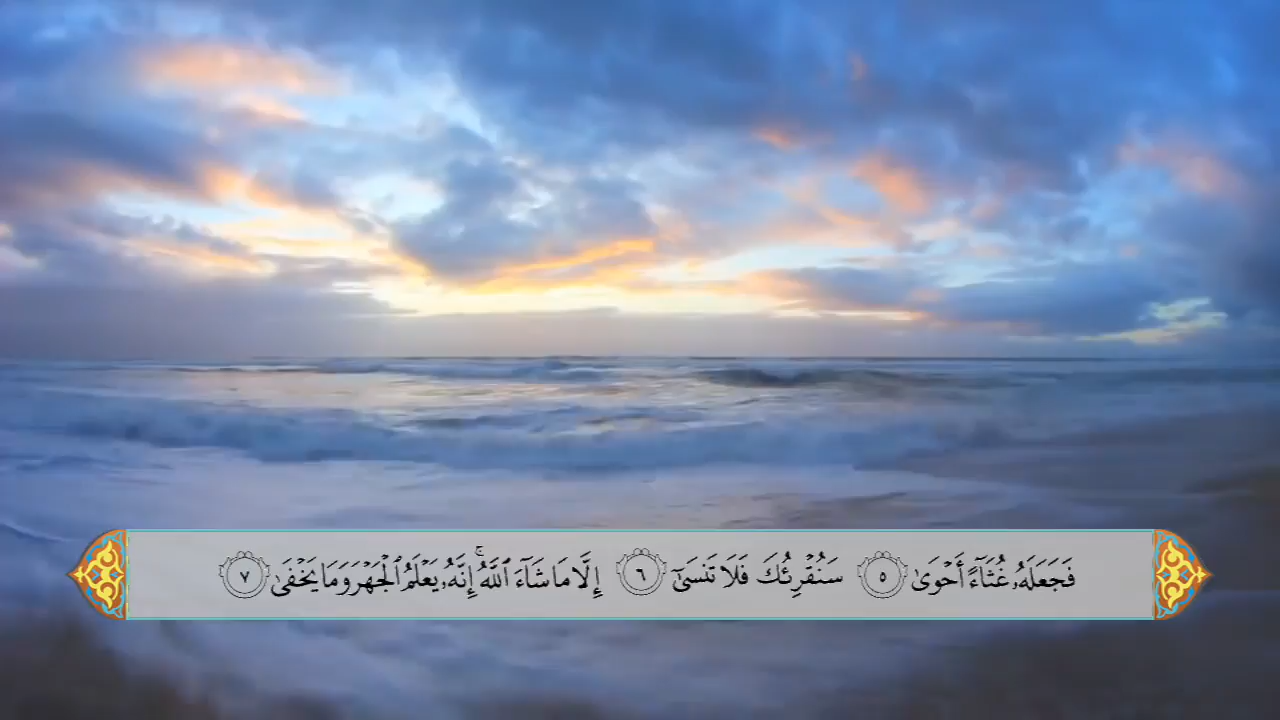 فَجَعَلَهُۥ غُثَآءً أَحۡوَىٰ ٥ سَنُقۡرِئُكَ فَلَا تَنسَىٰٓ ٦ إِلَّا مَا شَآءَ ٱللَّهُۚ إِنَّهُۥ يَعۡلَمُ ٱلۡجَهۡرَ وَمَا يَخۡفَىٰ ٧